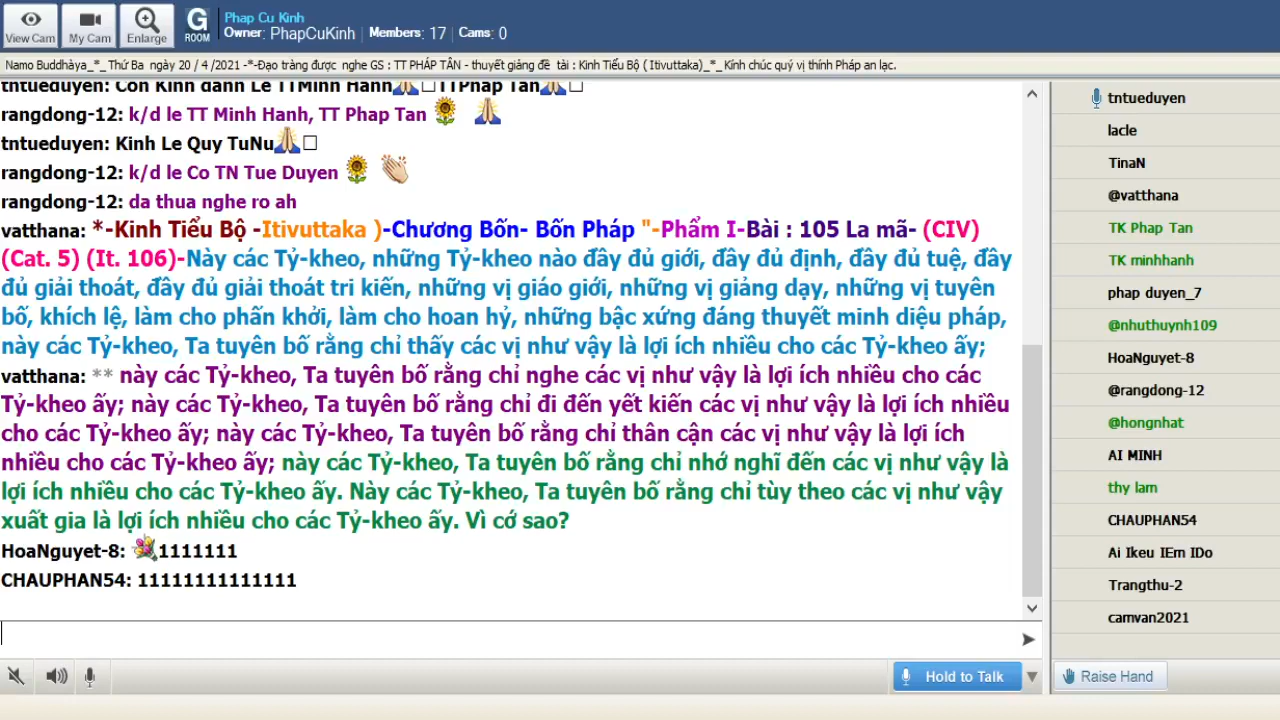 View Cam
My Cam
Enlarge
G
ROOM
Phap Cu Kinh
Owner: PhapCuKinh Members: 17 Cams: 0
Namo Buddhàya_*_ Thứ Ba ngày 20 / 4 /2021 -*-Đạo tràng được nghe GS : TT PHÁP TÂN - thuyết giảng đề tài : Kinh Tiểu Bộ ( Itivuttaka)_*_ Kính chúc quý vị thính Pháp an lạc.
tntueduyen: Con Kinh danh Le TTMinh Hanh🙏□TTPhap Tan🙏□
rangdong-12: k/d le TT Minh Hanh, TT Phap Tan 🌻 🙏
tntueduyen: Kinh Le Quy TuNu🙏□
rangdong-12: k/d le Co TN Tue Duyen 🌻 👏
rangdong-12: da thua nghe ro ah
vatthana: *-Kinh Tiểu Bộ -Itivuttaka )-Chương Bốn- Bốn Pháp "-Phẩm I-Bài : 105 La mã- (CIV)
(Cat. 5) (It. 106)-Này các Tỷ-kheo, những Tỷ-kheo nào đầy đủ giới, đầy đủ định, đầy đủ tuệ, đầy
đủ giải thoát, đầy đủ giải thoát tri kiến, những vị giáo giới, những vị giảng dạy, những vị tuyên
bố, khích lệ, làm cho phấn khởi, làm cho hoan hỷ, những bậc xứng đáng thuyết minh diệu pháp,
này các Tỷ-kheo, Ta tuyên bố rằng chỉ thấy các vị như vậy là lợi ích nhiều cho các Tỷ-kheo ấy;
vatthana: ** này các Tỷ-kheo, Ta tuyên bố rằng chỉ nghe các vị như vậy là lợi ích nhiều cho các
Tỷ-kheo ấy; này các Tỷ-kheo, Ta tuyên bố rằng chỉ đi đến yết kiến các vị như vậy là lợi ích nhiều
cho các Tỷ-kheo ấy; này các Tỷ-kheo, Ta tuyên bố rằng chỉ thân cận các vị như vậy là lợi ích
nhiều cho các Tỷ-kheo ấy; này các Tỷ-kheo, Ta tuyên bố rằng chỉ nhớ nghĩ đến các vị như vậy là
lợi ích nhiều cho các Tỷ-kheo ấy. Này các Tỷ-kheo, Ta tuyên bố rằng chỉ tùy theo các vị như vậy
xuất gia là lợi ích nhiều cho các Tỷ-kheo ấy. Vì cớ sao?
HoaNguyet-8: 💐1111111
CHAUPHAN54: 11111111111111
tntueduyen
lacle
TinaN
@vatthana
TK Phap Tan
TK minhhanh
phap duyen_7
@nhuthuynh109
HoaNguyet-8
@rangdong-12
@hongnhat
AI MINH
thy lam
CHAUPHAN54
Ai Ikeu IEm IDo
Trangthu-2
camvan2021
Hold to Talk
Raise Hand